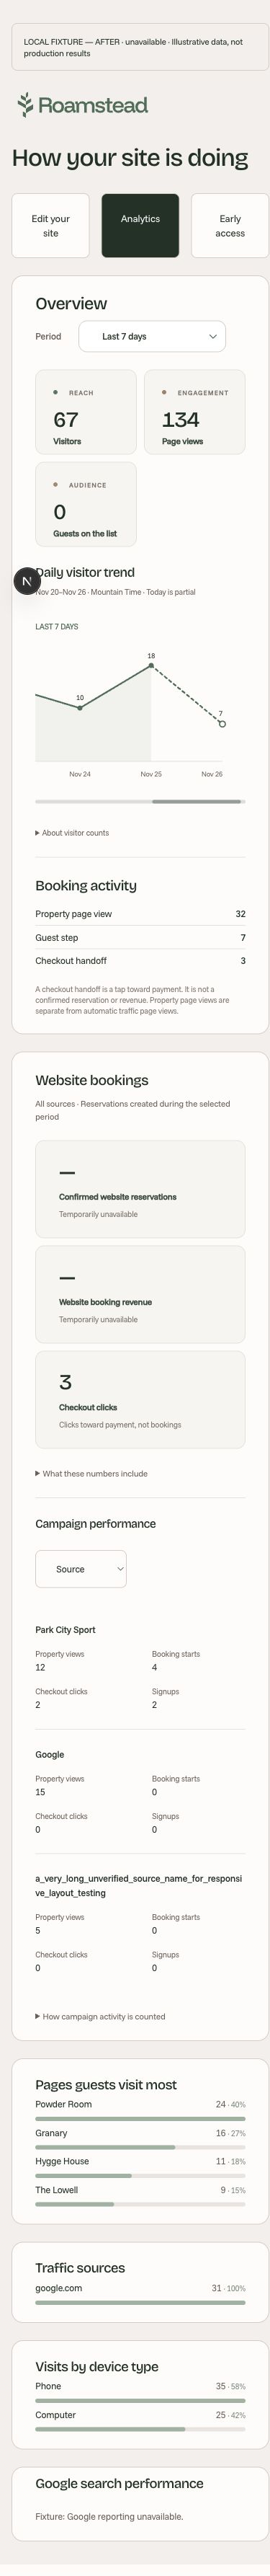 LOCAL FIXTURE — AFTER · unavailable · Illustrative data, not
production results
Roamstead
How your site is doing
Edit your
site
Analytics
Early
access
Overview
Period
Last 7 days
REACH
67
Visitors
ENGAGEMENT
134
Page views
AUDIENCE
0
Guests on the list
N
Daily visitor trend
Nov 20–Nov 26 · Mountain Time · Today is partial
LAST 7 DAYS
10
18
7
Nov 24
Nov 25
Nov 26
About visitor counts
Booking activity
Property page view 32
Guest step 7
Checkout handoff 3
A checkout handoff is a tap toward payment. It is not a
confirmed reservation or revenue. Property page views are
separate from automatic traffic page views.
Website bookings
All sources · Reservations created during the selected
period
—
Confirmed website reservations
Temporarily unavailable
—
Website booking revenue
Temporarily unavailable
3
Checkout clicks
Clicks toward payment, not bookings
What these numbers include
Campaign performance
Source
Park City Sport
Property views Booking starts
12 4
Checkout clicks Signups
2 2
Google
Property views Booking starts
15 0
Checkout clicks Signups
0 0
a_very_long_unverified_source_name_for_responsi
ve_layout_testing
Property views Booking starts
5 0
Checkout clicks Signups
0 0
How campaign activity is counted
Pages guests visit most
Powder Room 24 · 40%
Granary 16 · 27%
Hygge House 11 · 18%
The Lowell 9 · 15%
Traffic sources
google.com 31 · 100%
Visits by device type
Phone 35 · 58%
Computer 25 · 42%
Google search performance
Fixture: Google reporting unavailable.